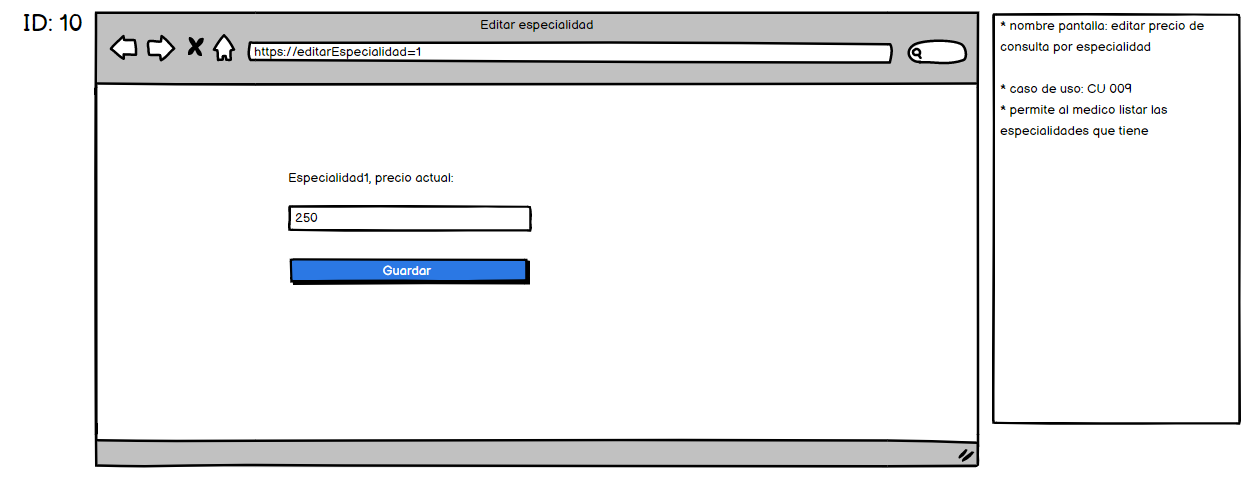 ID: 10
Editar especialidad
https://editarEspecialidad=1
Especialidad1, precio actual:
250
Guardar
* nombre pantalla: editar precio de
consulta por especialidad
* caso de uso: CU 009
* permite al medico listar las
especialidades que tiene